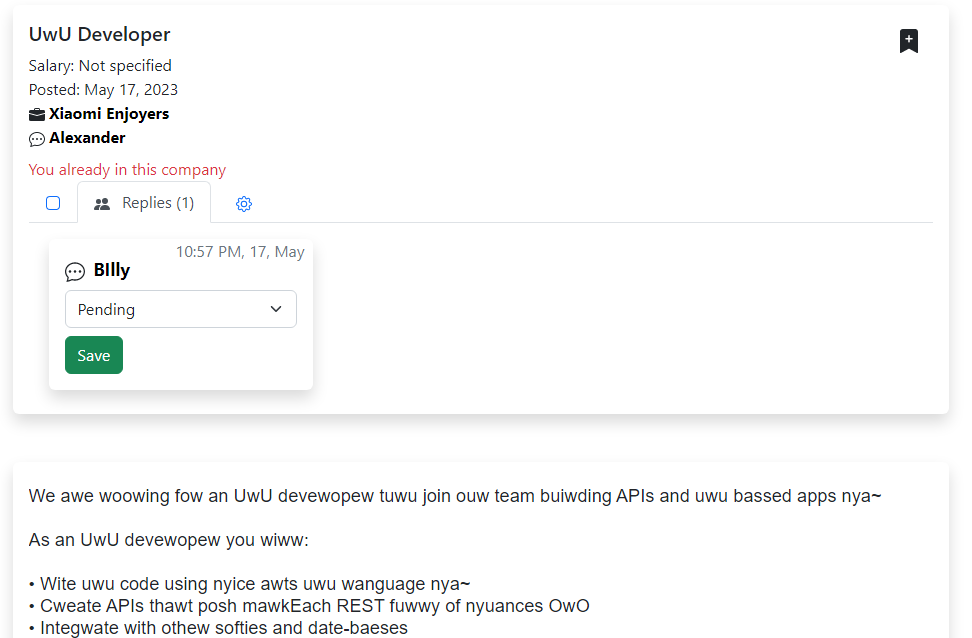 UwU Developer
Salary: Not specified
Posted: May 17, 2023
Xiaomi Enjoyers
Alexander
You already in this company
Replies (1)
10:57 PM, 17, May
BIlly
Pending
Save
We awe woowing fow an UwU devewopew tuwu join ouw team buiwding APIs and uwu bassed apps nya~
As an UwU devewopew you wiww:
• Wite uwu code using nyice awts uwu wanguage nya~
• Cweate APIs thawt posh mawkEach REST fuwwy of nyuances OwO
• Integwate with othew softies and date-baeses